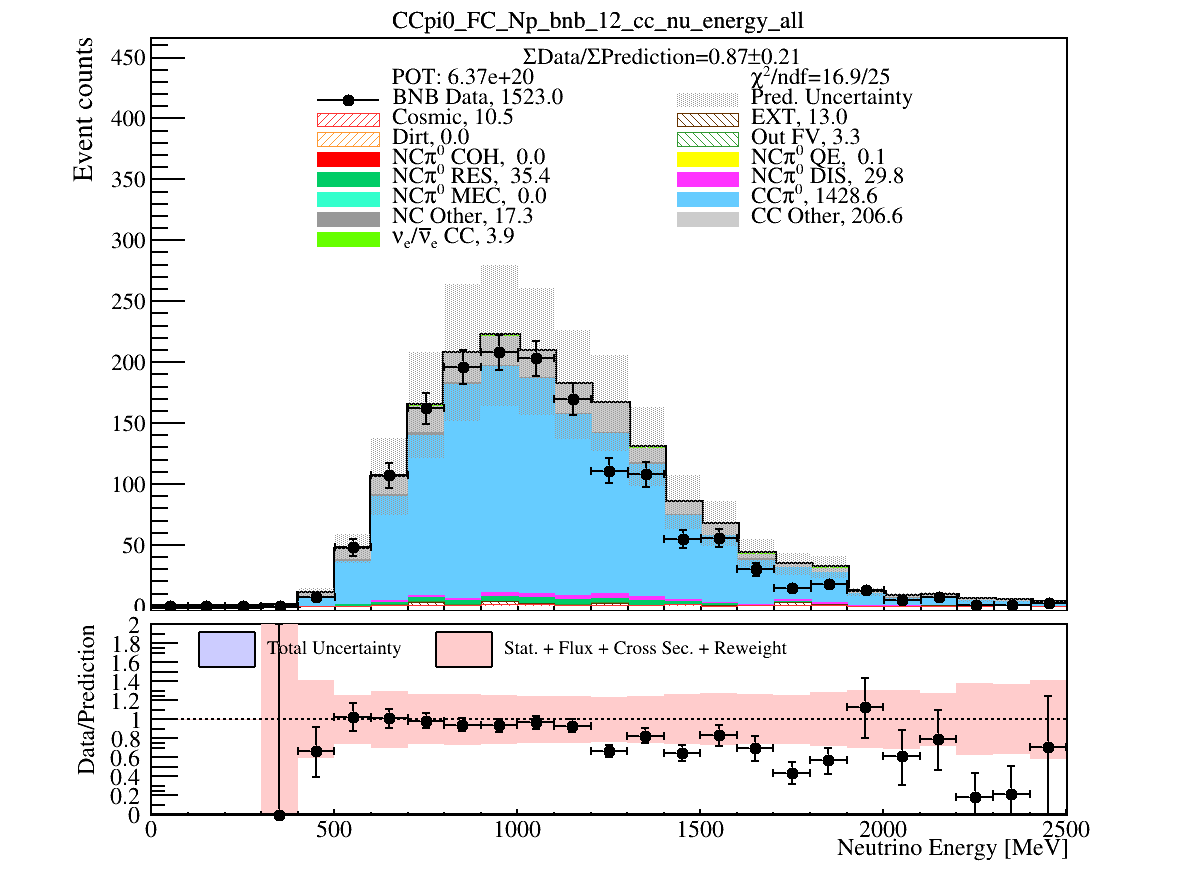 CCpi0_FC_Np_bnb_12_cc_nu_energy_all
ΣData/ΣPrediction=0.87±0.21
POT: 6.37e+20 χ²/ndf=16.9/25
BNB Data, 1523.0 Pred. Uncertainty
Cosmic, 10.5 EXT, 13.0
Dirt, 0.0 Out FV, 3.3
NCπ⁰ COH, 0.0 NCπ⁰ QE, 0.1
NCπ⁰ RES, 35.4 NCπ⁰ DIS, 29.8
NCπ⁰ MEC, 0.0 CCπ⁰, 1428.6
NC Other, 17.3 CC Other, 206.6
νₑ/ν̅ₑ CC, 3.9
Event counts
450
400
350
300
250
200
150
100
50
0
Total Uncertainty Stat. + Flux + Cross Sec. + Reweight
Data/Prediction
2
1.8
1.6
1.4
1.2
1
0.8
0.6
0.4
0.2
0
0 500 1000 1500 2000 2500
Neutrino Energy [MeV]